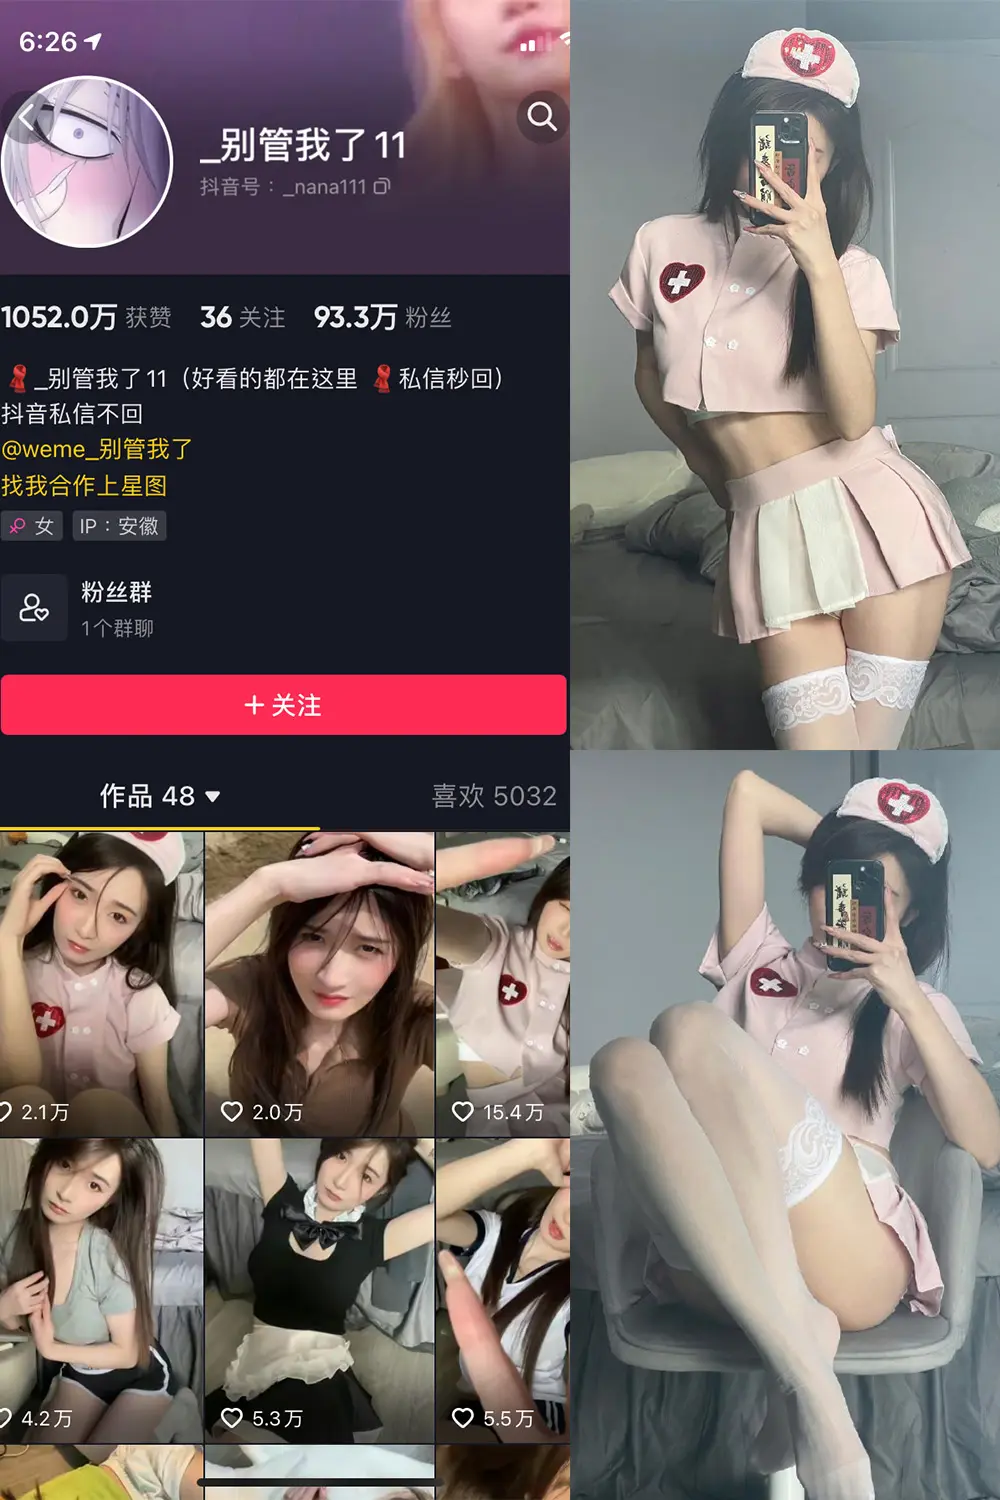 6:26
_别管我了11
抖音号：_nana111
1052.0万 获赞 36 关注 93.3万 粉丝
_别管我了11（好看的都在这里 私信秒回）
抖音私信不回
@weme_别管我了
找我合作上星图
女 IP：安徽
粉丝群
1个群聊
+ 关注
作品 48 喜欢 5032
2.1万 2.0万 15.4万
4.2万 5.3万 5.5万